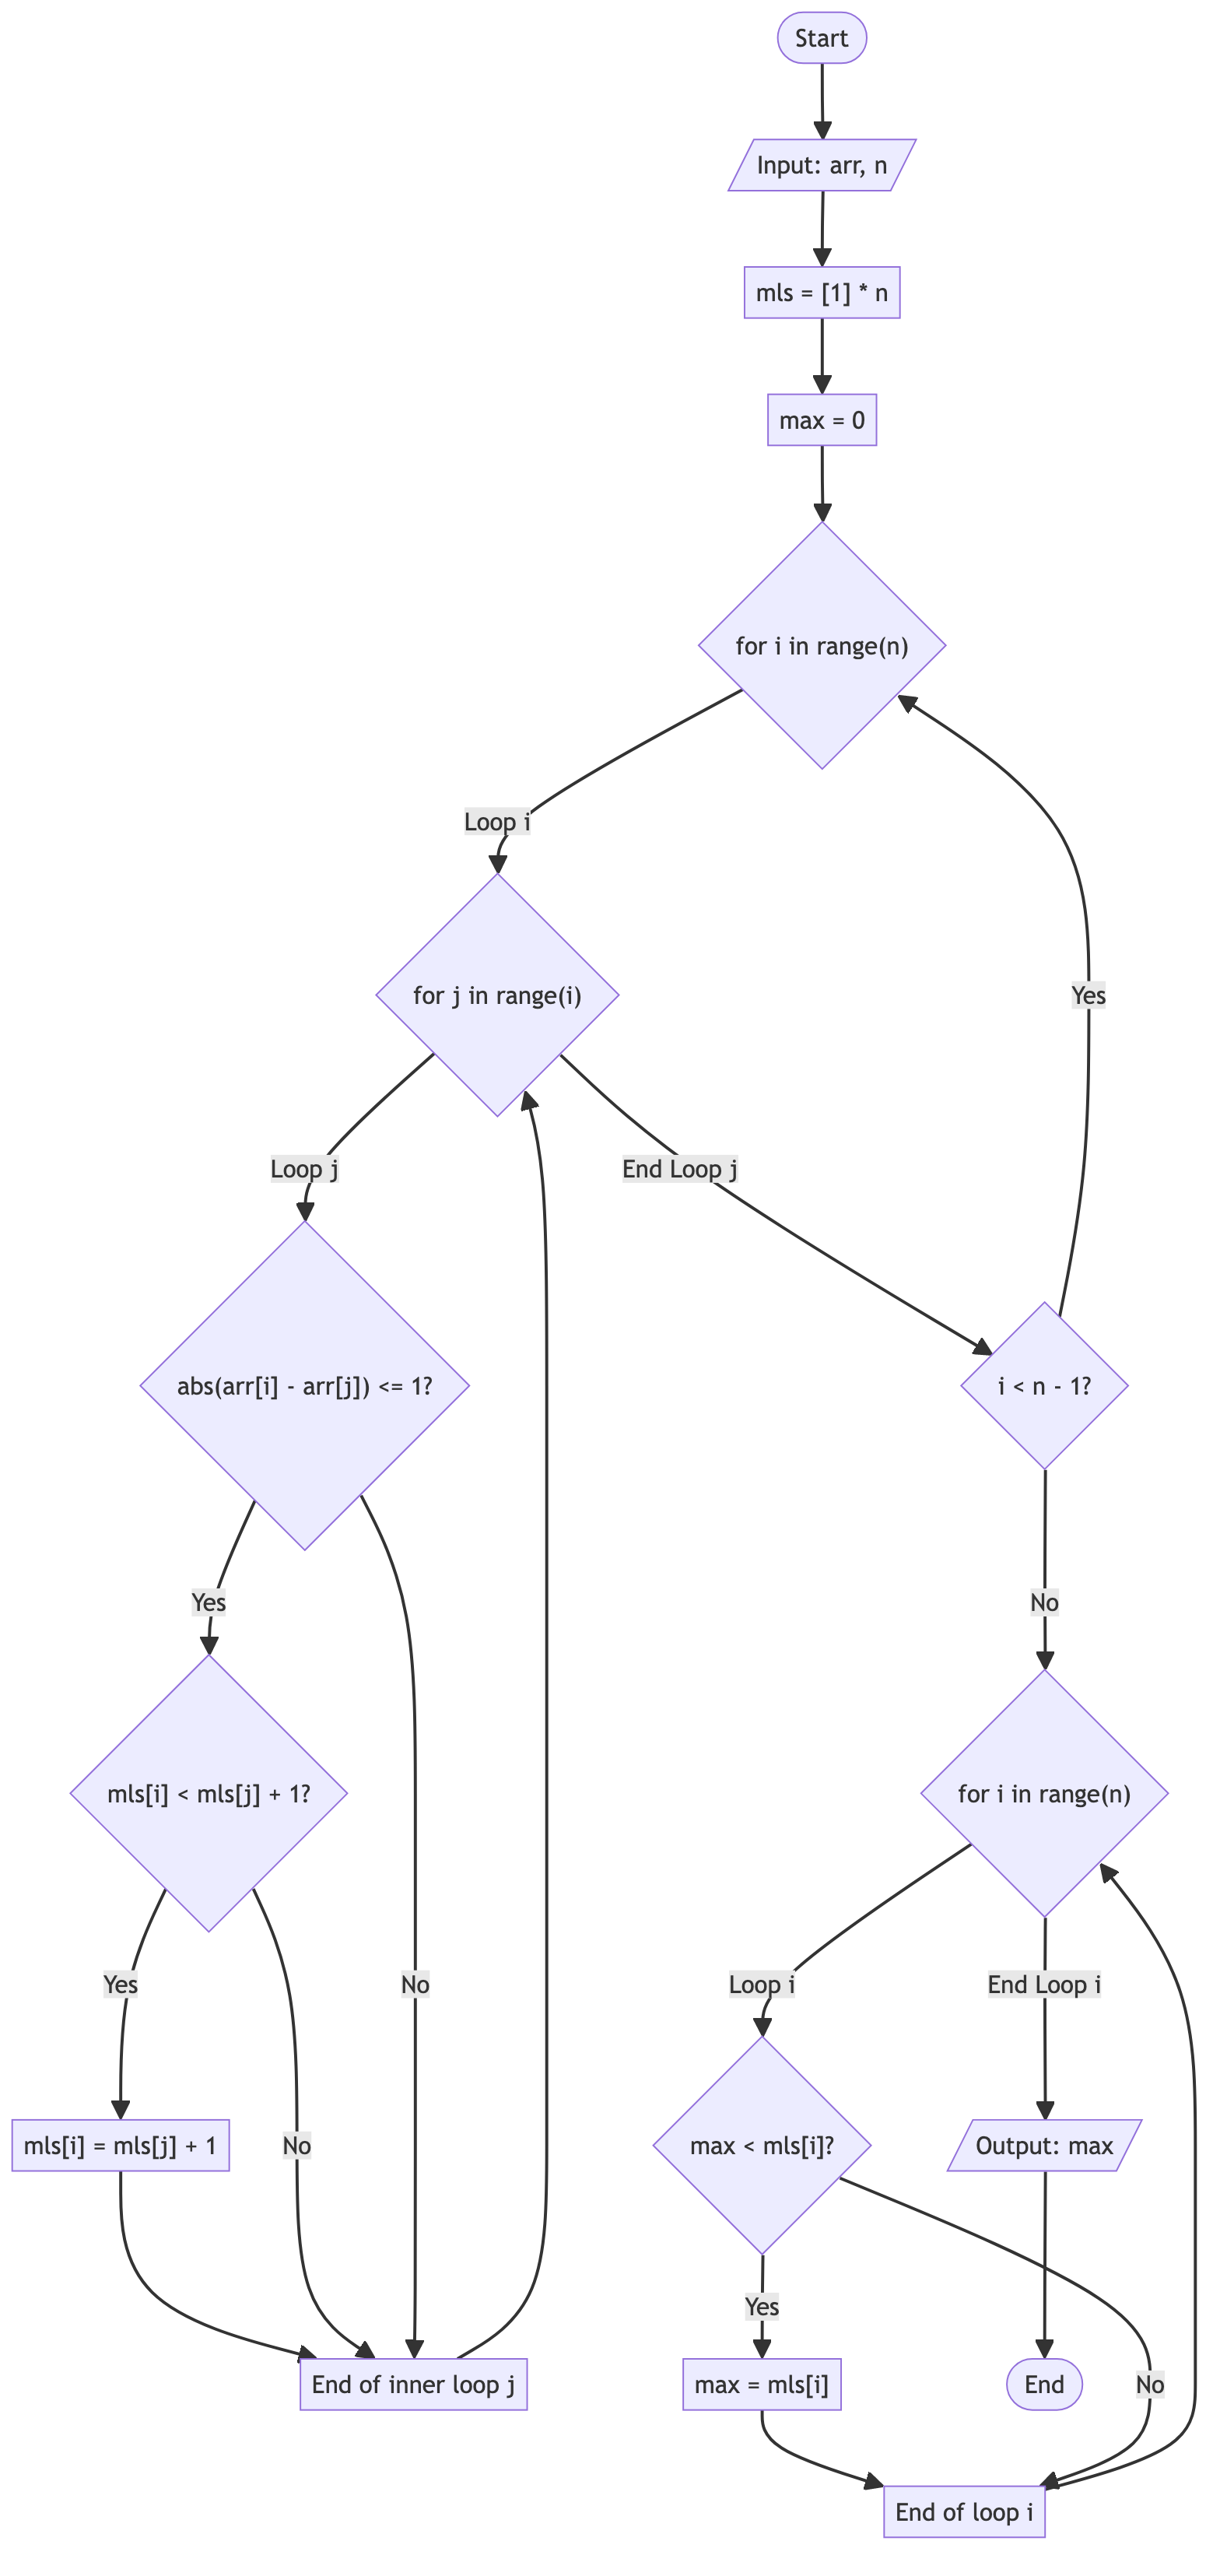 Start
Input: arr, n
mls = [1] * n
max = 0
for i in range(n)
Loop i
for j in range(i)
Yes
Loop j
End Loop j
abs(arr[i] - arr[j]) <= 1?
i < n - 1?
Yes
No
mls[i] < mls[j] + 1?
for i in range(n)
Yes
No
Loop i
End Loop i
mls[i] = mls[j] + 1
No
max < mls[i]?
Output: max
Yes
End of inner loop j
max = mls[i]
End
No
End of loop i